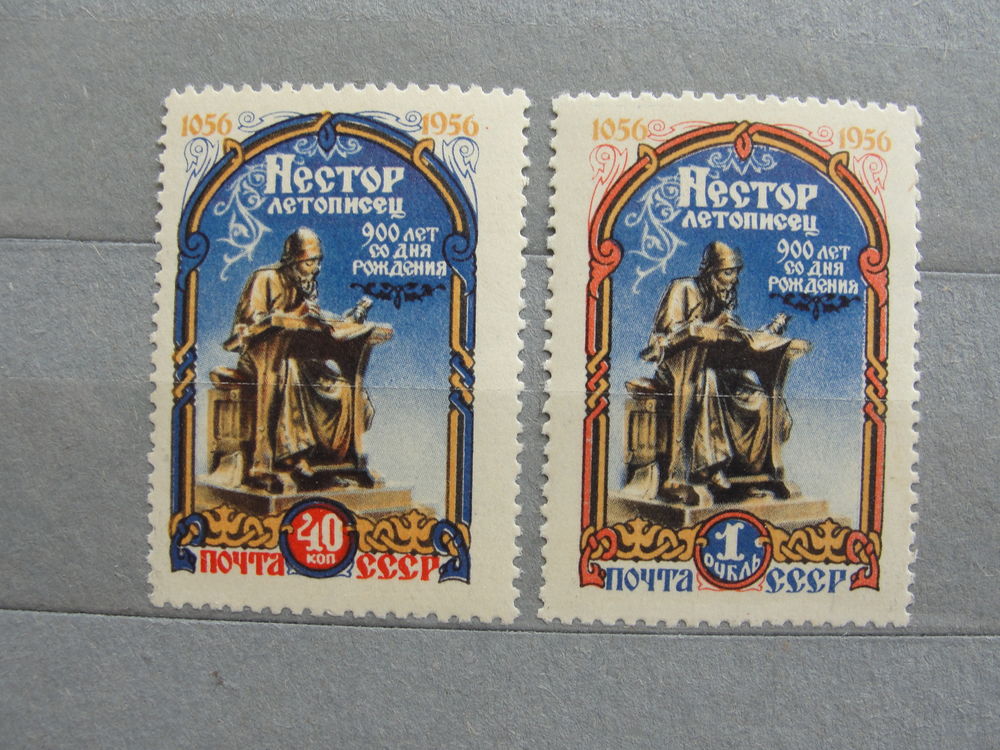 1056 1956
Нестор
летописец
900 лет
со дня
рождения
40
коп
ПОЧТА СССР
1056 1956
Нестор
летописец
900 лет
со дня
рождения
1
рубль
ПОЧТА СССР